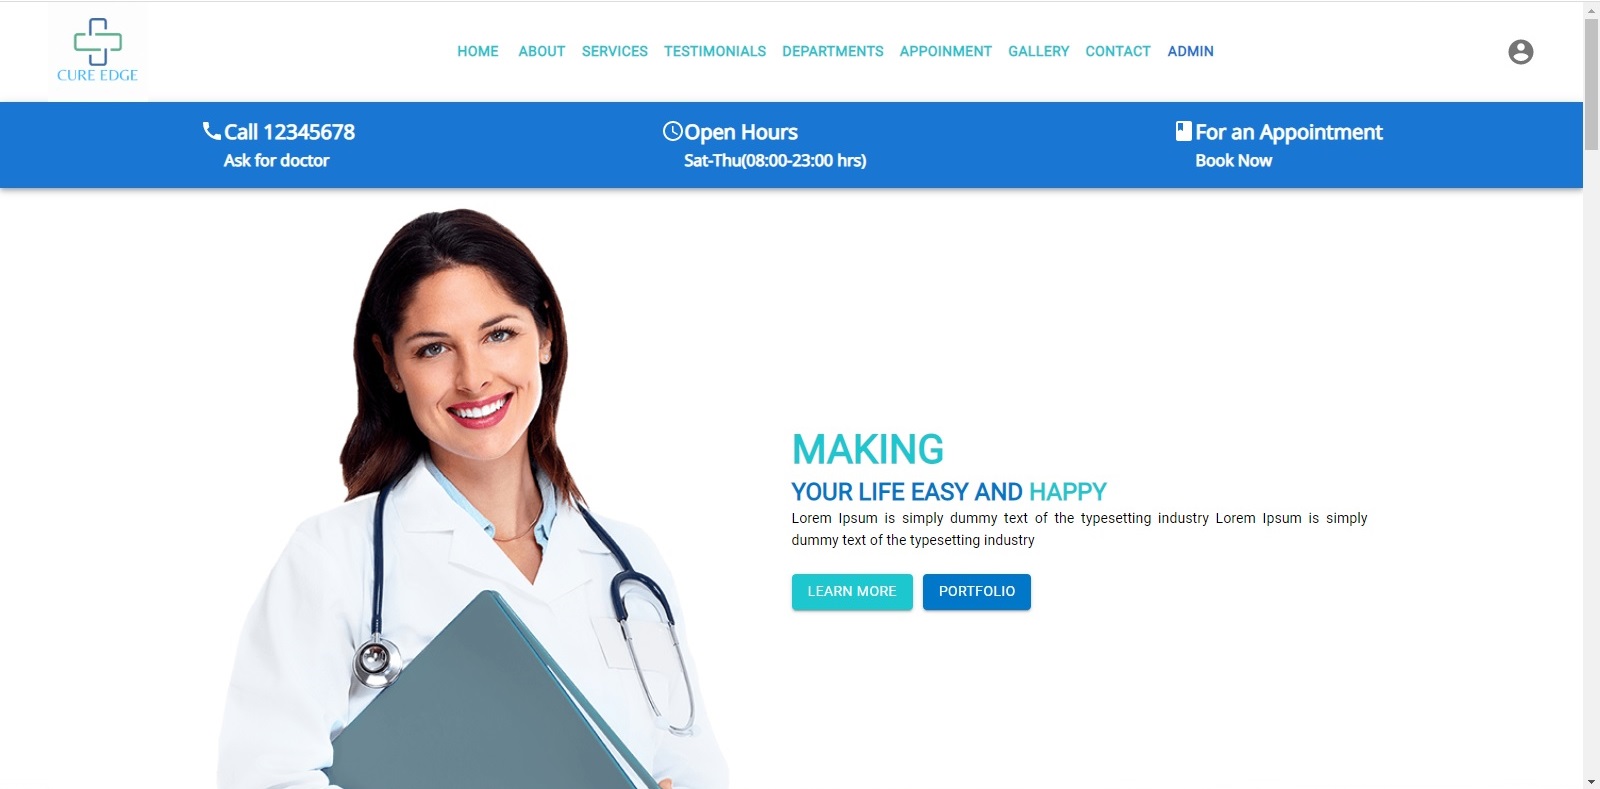 CURE EDGE
HOME ABOUT SERVICES TESTIMONIALS DEPARTMENTS APPOINMENT GALLERY CONTACT ADMIN
Call 12345678
Ask for doctor
Open Hours
Sat-Thu(08:00-23:00 hrs)
For an Appointment
Book Now
MAKING
YOUR LIFE EASY AND HAPPY
Lorem Ipsum is simply dummy text of the typesetting industry Lorem Ipsum is simply
dummy text of the typesetting industry
LEARN MORE PORTFOLIO